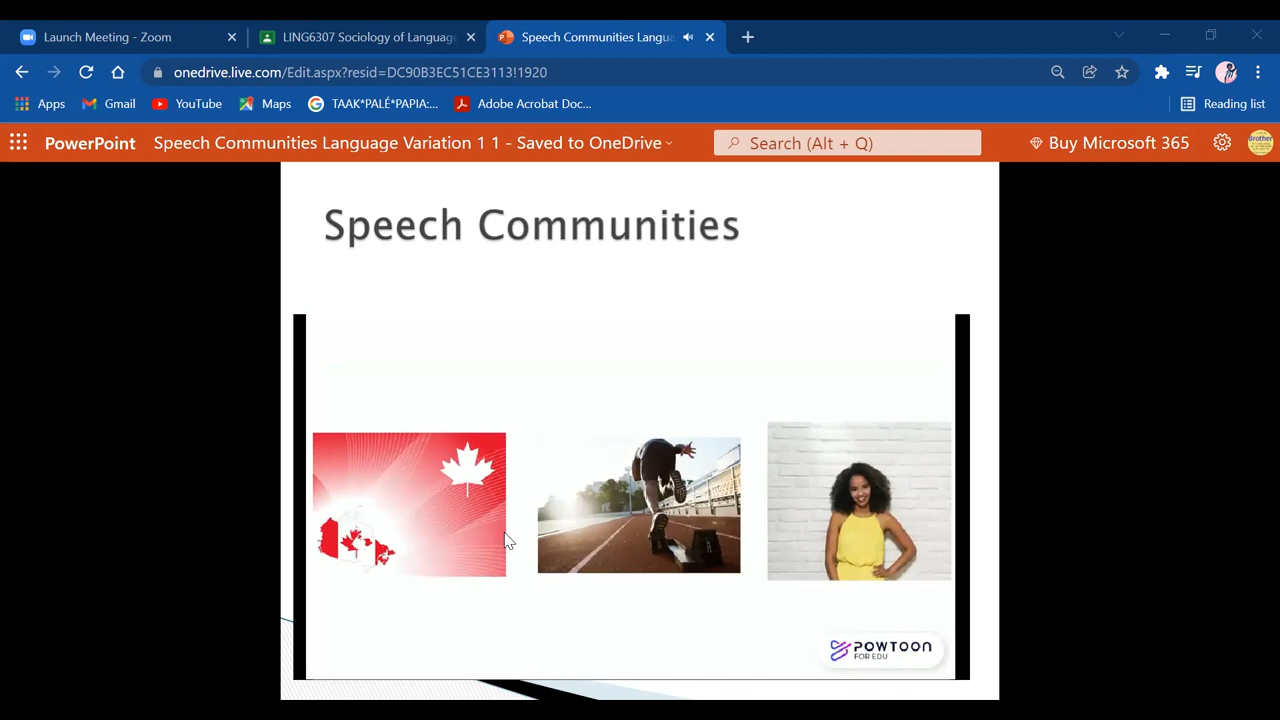 Launch Meeting - Zoom
LING6307 Sociology of Language
Speech Communities Langua
onedrive.live.com/Edit.aspx?resid=DC90B3EC51CE3113!1920
Apps
Gmail
YouTube
Maps
TAAK*PALÉ*PAPIA:...
Adobe Acrobat Doc...
Reading list
PowerPoint
Speech Communities Language Variation 1 1 - Saved to OneDrive
Search (Alt + Q)
Buy Microsoft 365
Brother
Speech Communities
POWTOON
FOR EDU